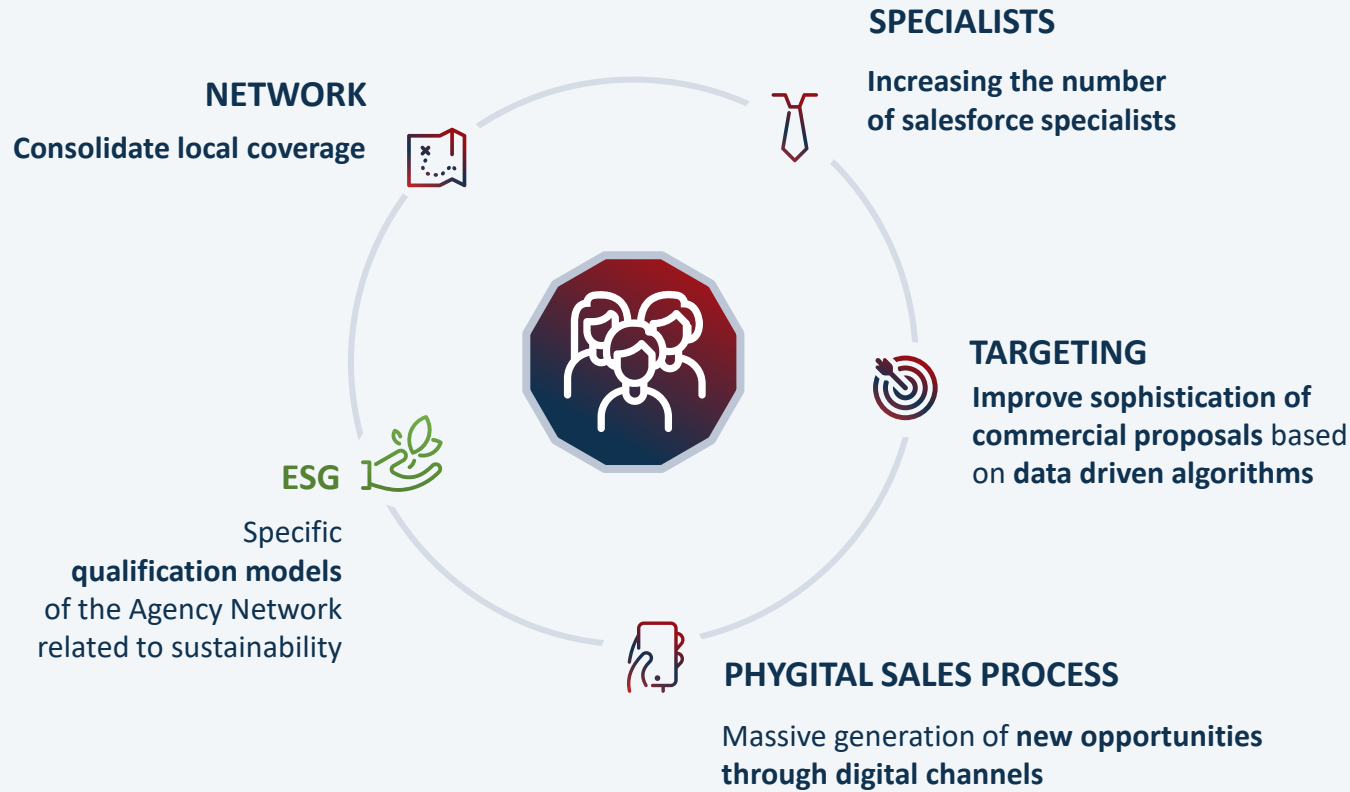 SPECIALISTS
Increasing the number
of salesforce specialists
NETWORK
Consolidate local coverage
TARGETING
Improve sophistication of
commercial proposals based
on data driven algorithms
ESG
Specific
qualification models
of the Agency Network
related to sustainability
PHYGITAL SALES PROCESS
Massive generation of new opportunities
through digital channels